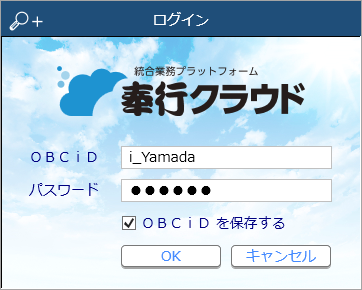 ログイン
統合業務プラットフォーム
奉行クラウド
ＯＢＣｉＤ i_Yamada
パスワード ●●●●●●
ＯＢＣｉＤ を保存する
OK キャンセル